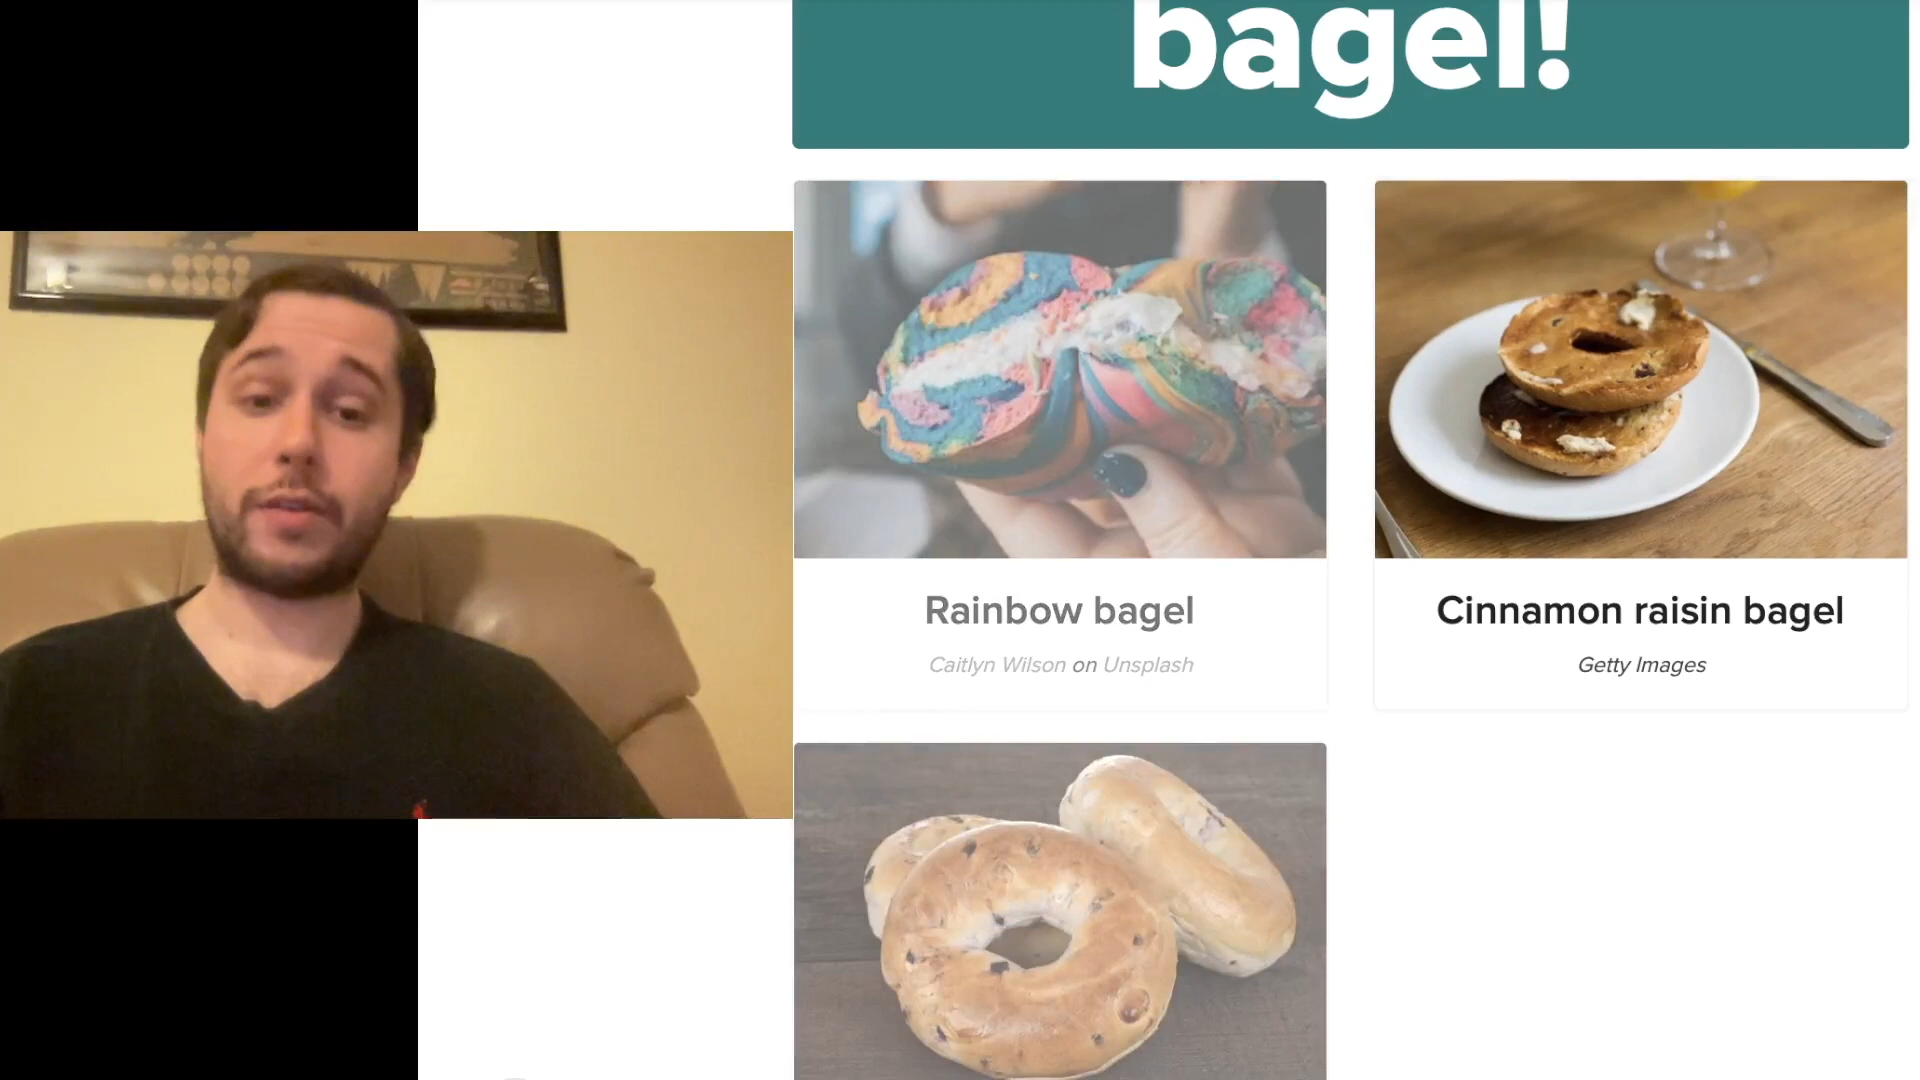 bagel!
Rainbow bagel
Caitlyn Wilson on Unsplash
Cinnamon raisin bagel
Getty Images